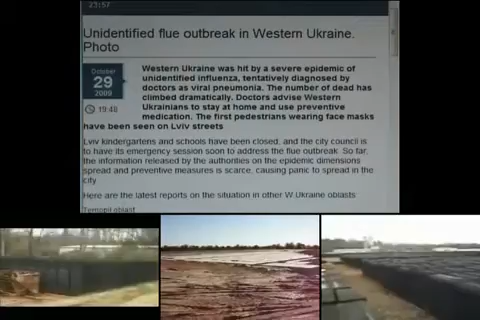 23:57
Unidentified flue outbreak in Western Ukraine.
Photo
October
29
2009
19:48
Western Ukraine was hit by a severe epidemic of
unidentified influenza, tentatively diagnosed by
doctors as viral pneumonia. The number of dead has
climbed dramatically. Doctors advise Western
Ukrainians to stay at home and use preventive
medication. The first pedestrians wearing face masks
have been seen on Lviv streets
Lviv kindergartens and schools have been closed, and the city council is
to have its emergency session soon to address the flue outbreak. So far,
the information released by the authorities on the epidemic dimensions
spread and preventive measures is scarce, causing panic to spread in the
city.
Here are the latest reports on the situation in other W.Ukraine oblasts:
Ternopil oblast